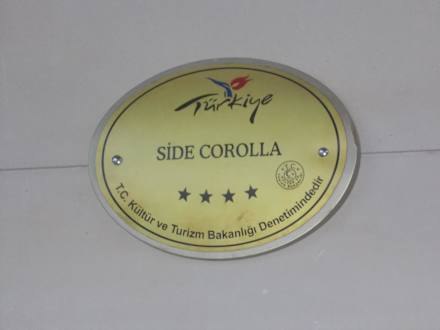 Türkiye
SİDE COROLLA
T.C. Kültür ve Turizm Bakanlığı Denetimindedir